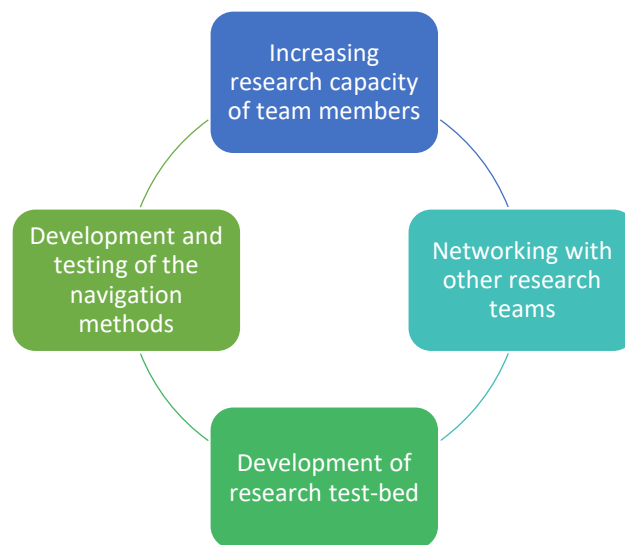 Increasing
research capacity
of team members
Development and
testing of the
navigation
methods
Networking with
other research
teams
Development of
research test-bed